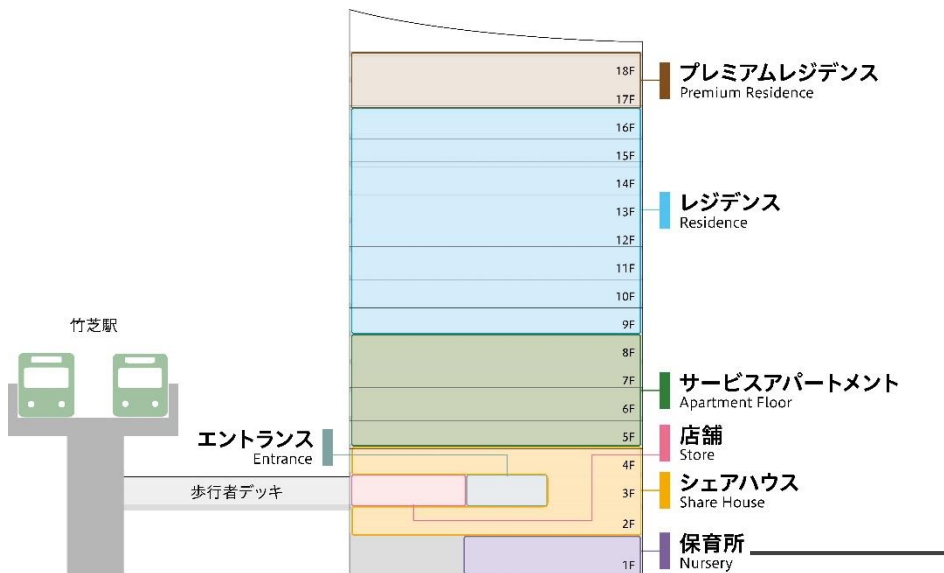 18F
プレミアムレジデンス
Premium Residence
17F
16F
15F
14F
レジデンス
Residence
13F
12F
11F
10F
竹芝駅
9F
8F
7F
サービスアパートメント
Apartment Floor
6F
5F
エントランス
Entrance
店舗
Store
4F
歩行者デッキ
3F
シェアハウス
Share House
2F
保育所
Nursery
1F